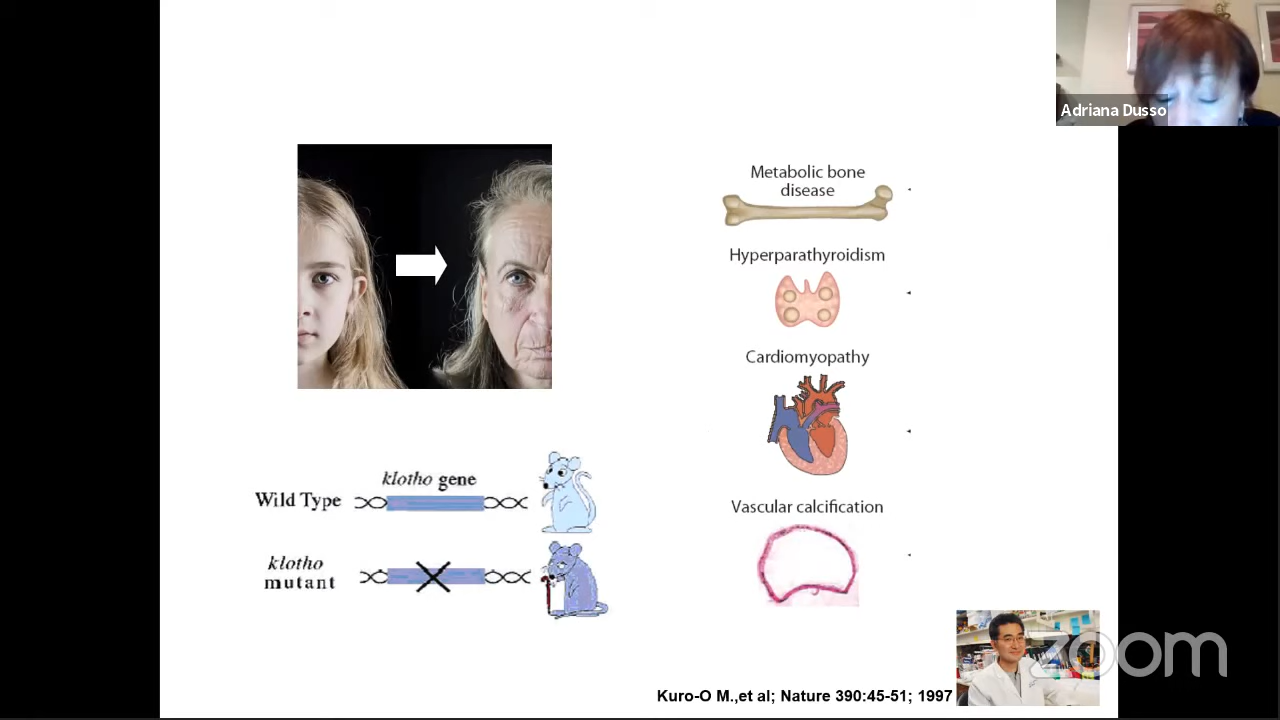 Adriana Dusso
Metabolic bone
disease
Hyperparathyroidism
Cardiomyopathy
klotho gene
Wild Type
Vascular calcification
klotho
mutant
zoom
Kuro-O M.,et al; Nature 390:45-51; 1997